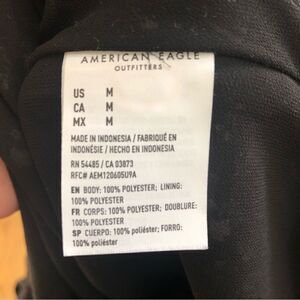 AMERICAN EAGLE
OUTFITTERS
US M
CA M
MX M
MADE IN INDONESIA / FABRIQUÉ EN
INDONÉSIE / HECHO EN INDONESIA
RN 54485 / CA 03873
RFC# AEM120605U9A
EN BODY: 100% POLYESTER; LINING:
100% POLYESTER
FR CORPS: 100% POLYESTER; DOUBLURE:
100% POLYESTER
SP CUERPO: 100% poliéster; FORRO:
100% poliéster